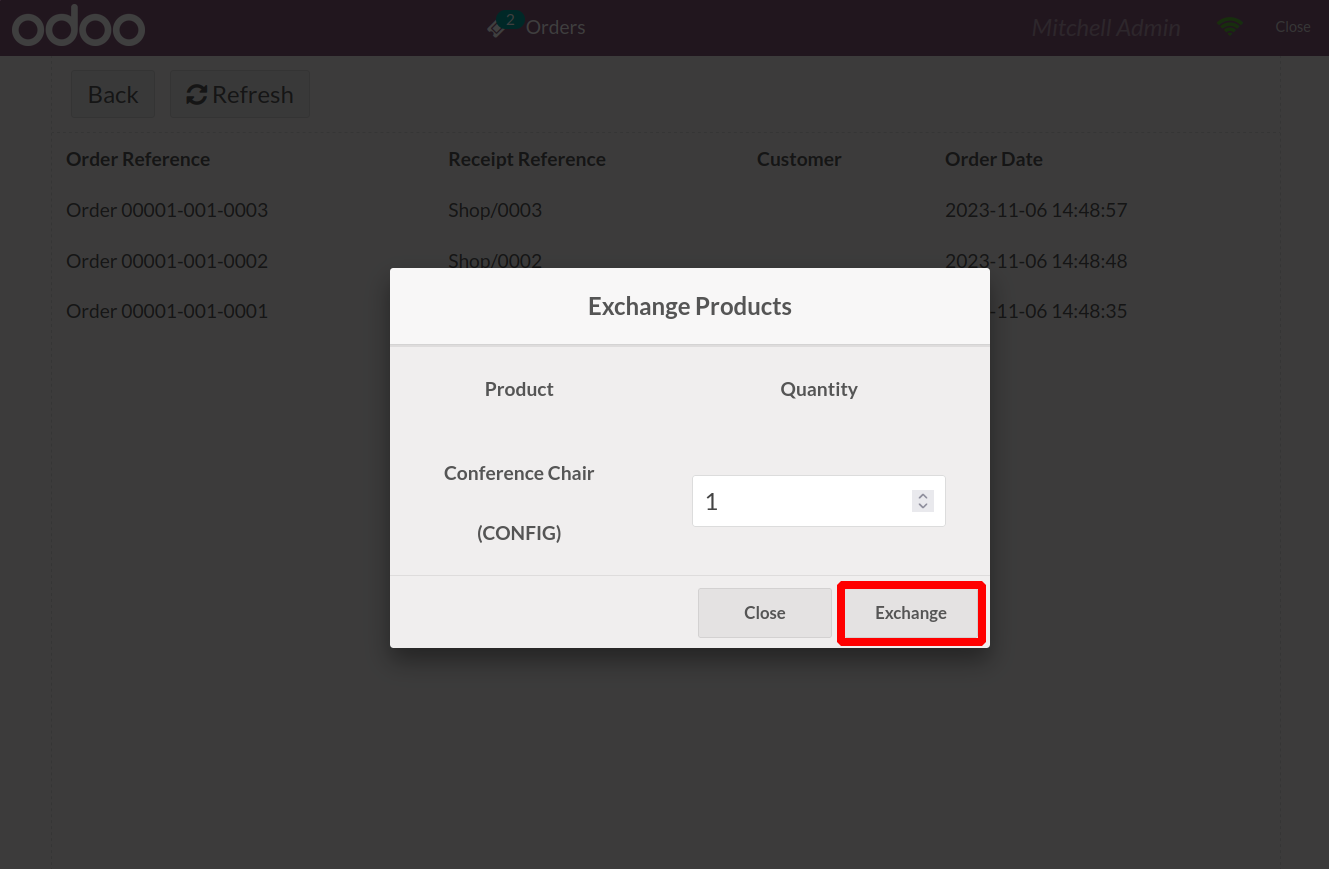 odoo 2 Orders Mitchell Admin Close
Back Refresh
Order Reference Receipt Reference Customer Order Date
Order 00001-001-0003 Shop/0003 2023-11-06 14:48:57
Order 00001-001-0002 Shop/0002 2023-11-06 14:48:48
Order 00001-001-0001 -11-06 14:48:35
Exchange Products
Product Quantity
Conference Chair
(CONFIG)
1
Close Exchange